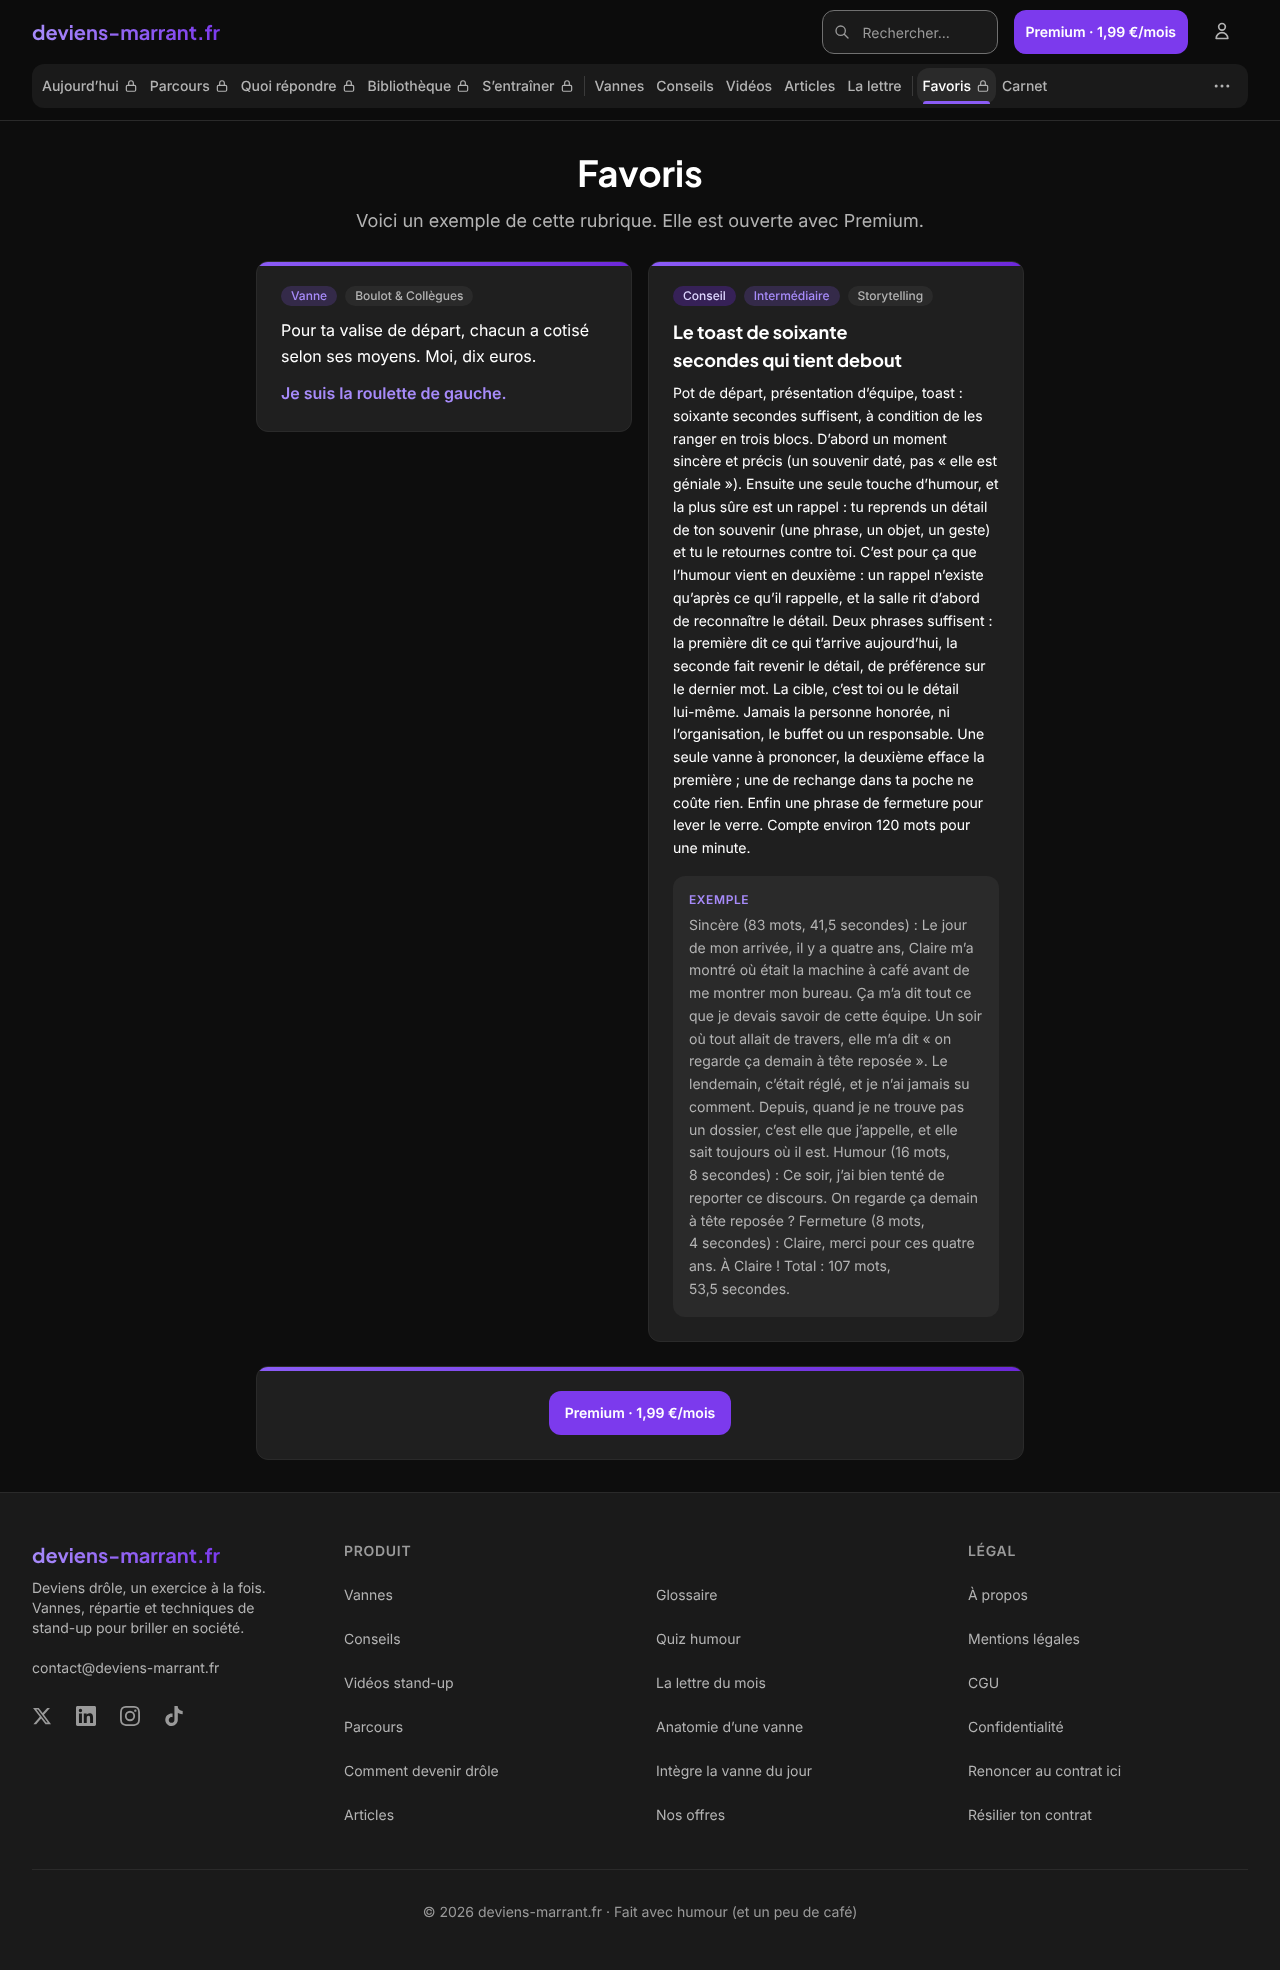 deviens-marrant.fr
Rechercher...
Premium · 1,99 €/mois
Aujourd’hui
Parcours
Quoi répondre
Bibliothèque
S’entraîner
Vannes
Conseils
Vidéos
Articles
La lettre
Favoris
Carnet
Favoris
Voici un exemple de cette rubrique. Elle est ouverte avec Premium.
Vanne
Boulot & Collègues
Pour ta valise de départ, chacun a cotisé
selon ses moyens. Moi, dix euros.
Je suis la roulette de gauche.
Conseil
Intermédiaire
Storytelling
Le toast de soixante
secondes qui tient debout
Pot de départ, présentation d’équipe, toast :
soixante secondes suffisent, à condition de les
ranger en trois blocs. D’abord un moment
sincère et précis (un souvenir daté, pas « elle est
géniale »). Ensuite une seule touche d’humour, et
la plus sûre est un rappel : tu reprends un détail
de ton souvenir (une phrase, un objet, un geste)
et tu le retournes contre toi. C’est pour ça que
l’humour vient en deuxième : un rappel n’existe
qu’après ce qu’il rappelle, et la salle rit d’abord
de reconnaître le détail. Deux phrases suffisent :
la première dit ce qui t’arrive aujourd’hui, la
seconde fait revenir le détail, de préférence sur
le dernier mot. La cible, c’est toi ou le détail
lui-même. Jamais la personne honorée, ni
l’organisation, le buffet ou un responsable. Une
seule vanne à prononcer, la deuxième efface la
première ; une de rechange dans ta poche ne
coûte rien. Enfin une phrase de fermeture pour
lever le verre. Compte environ 120 mots pour
une minute.
EXEMPLE
Sincère (83 mots, 41,5 secondes) : Le jour
de mon arrivée, il y a quatre ans, Claire m’a
montré où était la machine à café avant de
me montrer mon bureau. Ça m’a dit tout ce
que je devais savoir de cette équipe. Un soir
où tout allait de travers, elle m’a dit « on
regarde ça demain à tête reposée ». Le
lendemain, c’était réglé, et je n’ai jamais su
comment. Depuis, quand je ne trouve pas
un dossier, c’est elle que j’appelle, et elle
sait toujours où il est. Humour (16 mots,
8 secondes) : Ce soir, j’ai bien tenté de
reporter ce discours. On regarde ça demain
à tête reposée ? Fermeture (8 mots,
4 secondes) : Claire, merci pour ces quatre
ans. À Claire ! Total : 107 mots,
53,5 secondes.
Premium · 1,99 €/mois
deviens-marrant.fr
Deviens drôle, un exercice à la fois.
Vannes, répartie et techniques de
stand-up pour briller en société.
contact@deviens-marrant.fr
PRODUIT
Vannes
Conseils
Vidéos stand-up
Parcours
Comment devenir drôle
Articles
Glossaire
Quiz humour
La lettre du mois
Anatomie d’une vanne
Intègre la vanne du jour
Nos offres
LÉGAL
À propos
Mentions légales
CGU
Confidentialité
Renoncer au contrat ici
Résilier ton contrat
© 2026 deviens-marrant.fr · Fait avec humour (et un peu de café)